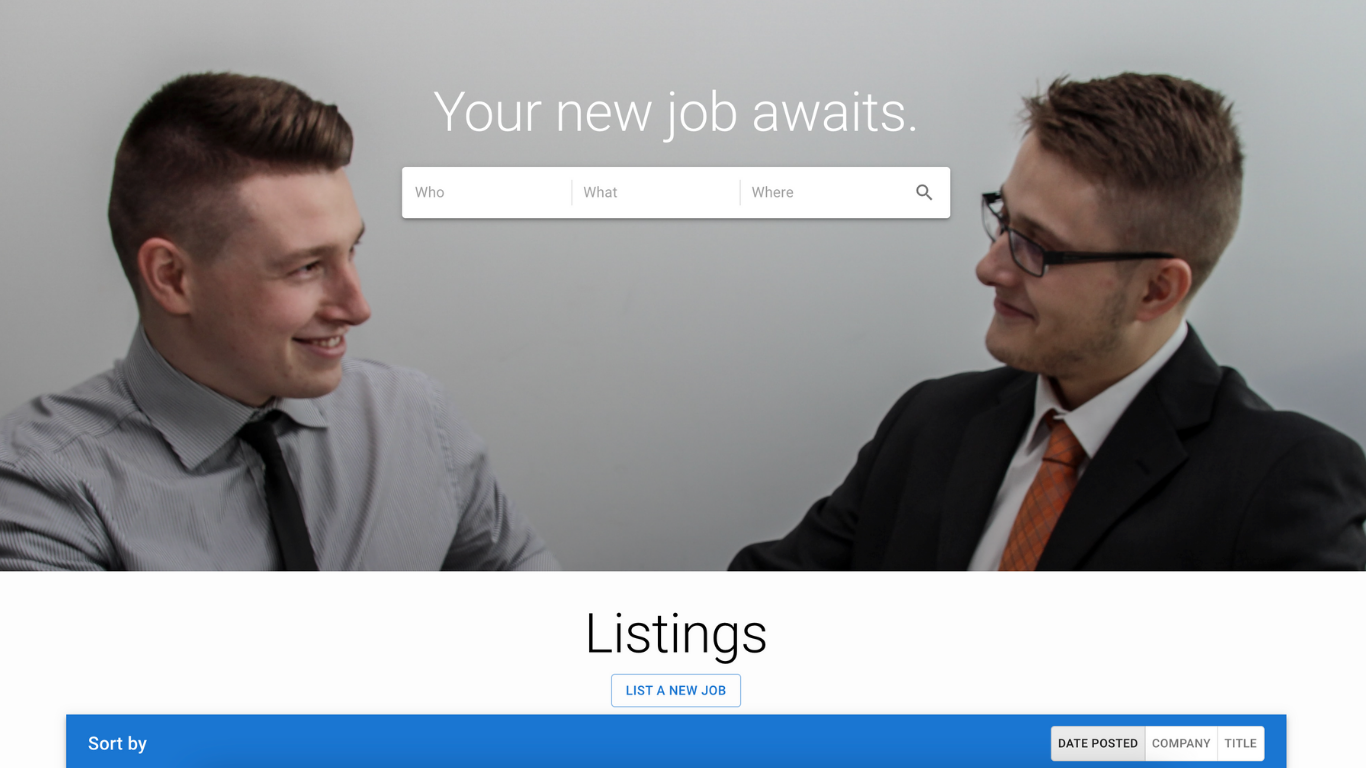 Your new job awaits.
Who What Where
Listings
LIST A NEW JOB
Sort by DATE POSTED COMPANY TITLE